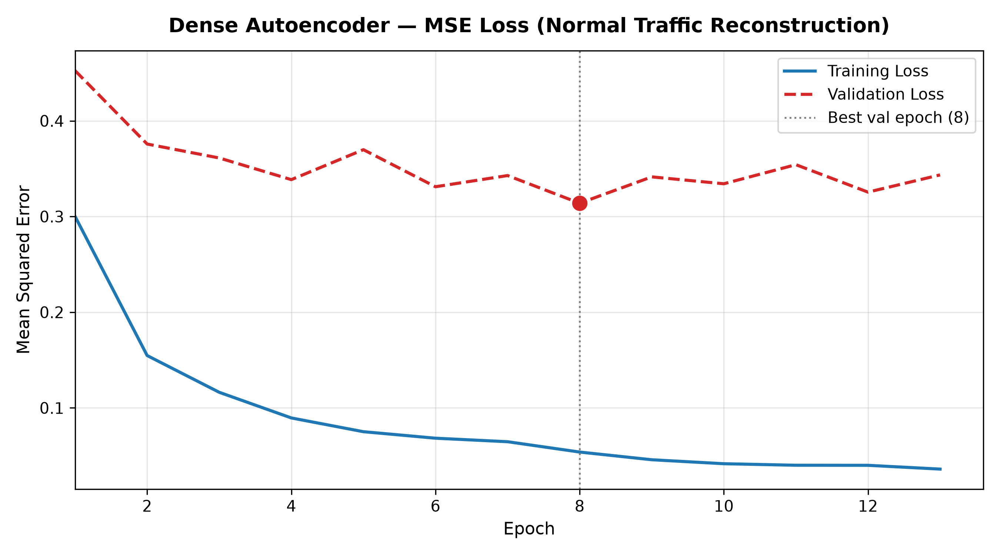 Dense Autoencoder — MSE Loss (Normal Traffic Reconstruction)
Training Loss
Validation Loss
Best val epoch (8)
Mean Squared Error
0.4
0.3
0.2
0.1
2 4 6 8 10 12
Epoch